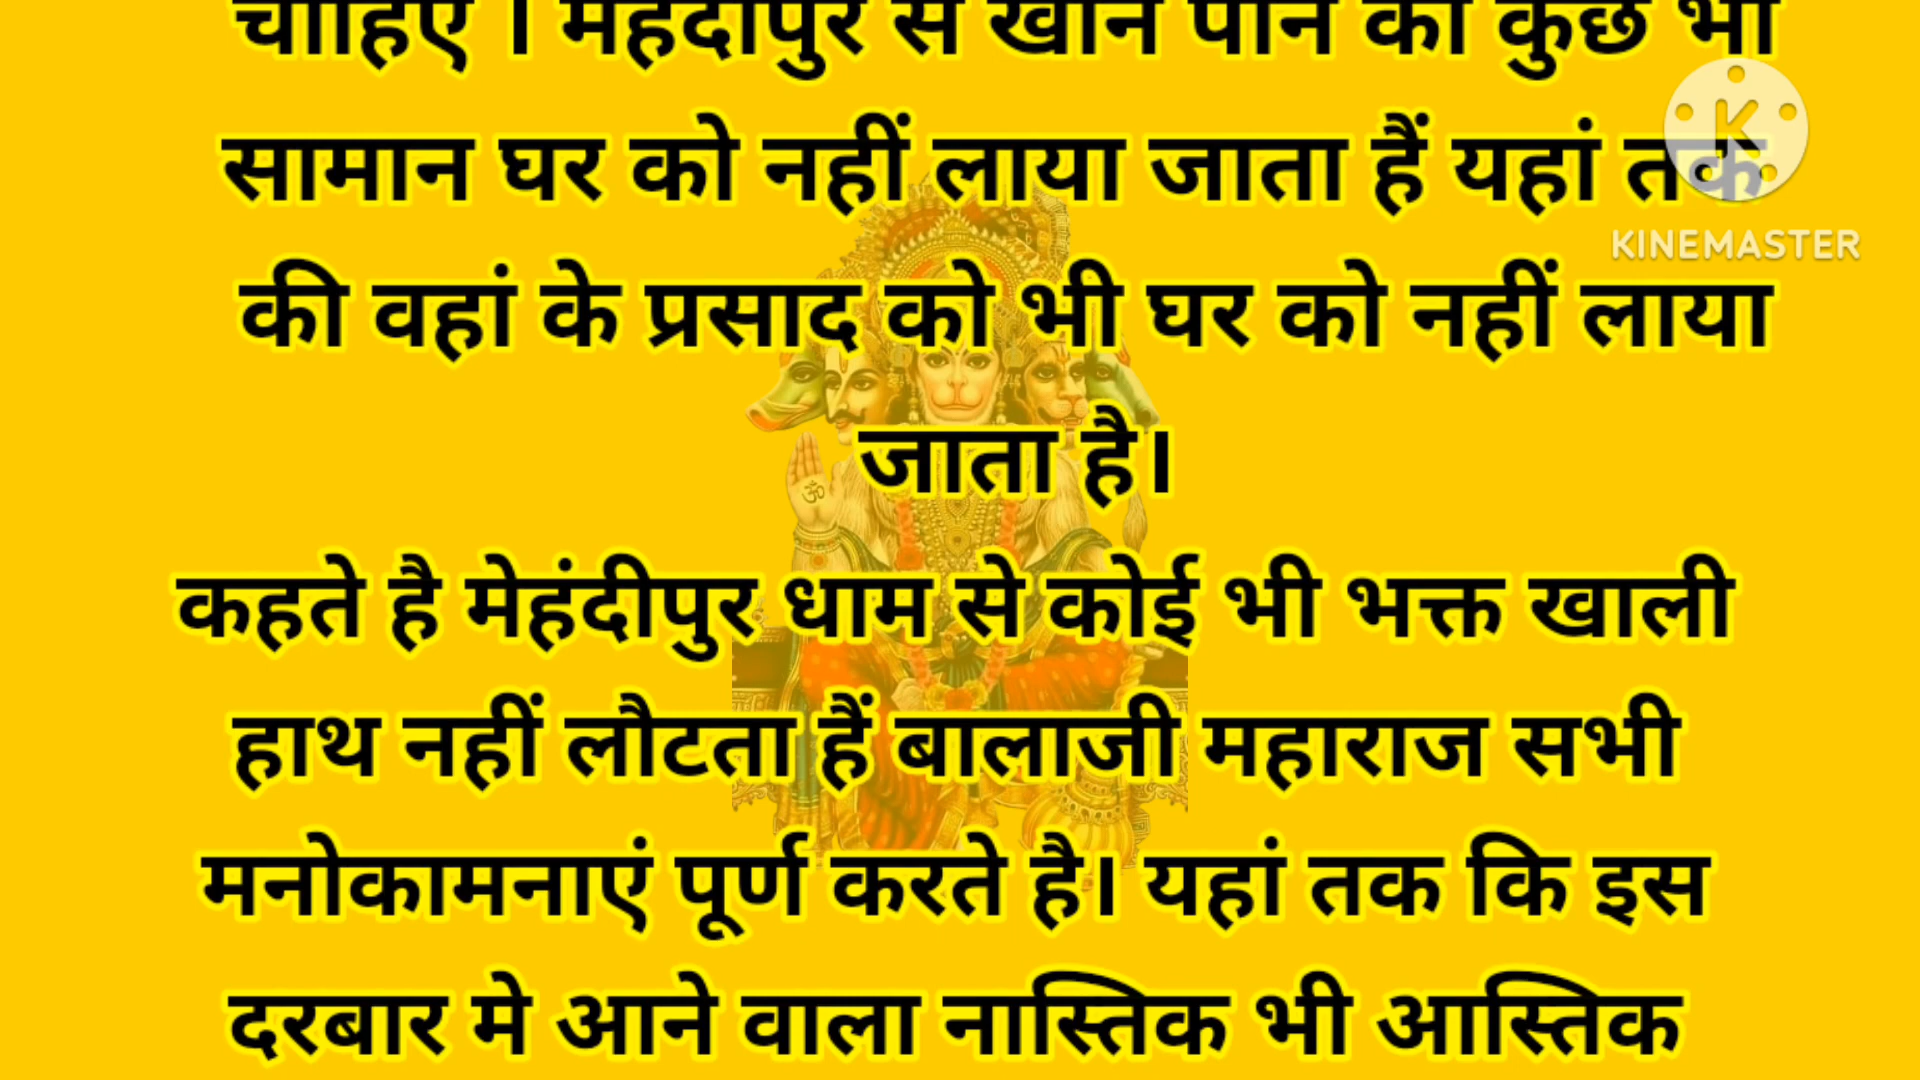 चाहिए । मेहंदीपुर से खाने पीने का कुछ भी
सामान घर को नहीं लाया जाता हैं यहां तक
की वहां के प्रसाद को भी घर को नहीं लाया
जाता है।
कहते है मेहंदीपुर धाम से कोई भी भक्त खाली
हाथ नहीं लौटता हैं बालाजी महाराज सभी
मनोकामनाएं पूर्ण करते है। यहां तक कि इस
दरबार मे आने वाला नास्तिक भी आस्तिक
K
KINEMASTER
ॐ